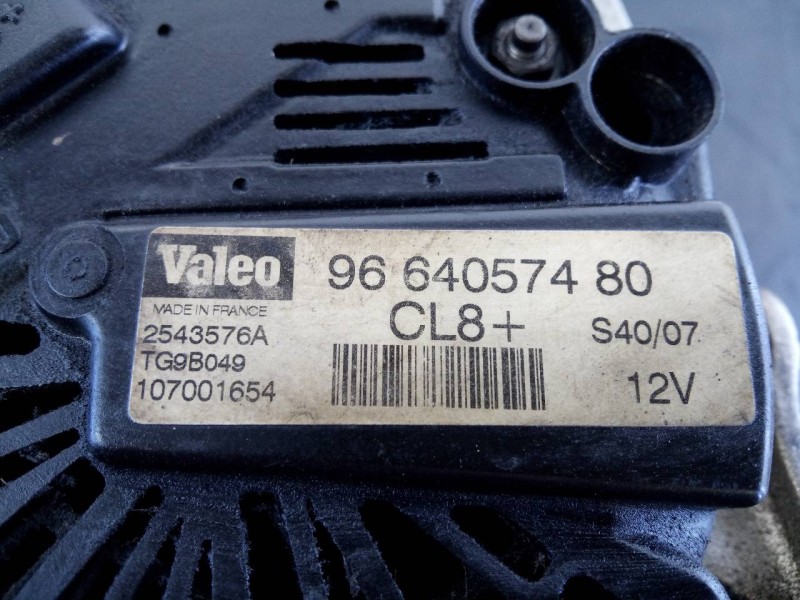 Valeo
96 640574 80
MADE IN FRANCE
CL8+
S40/07
2543576A
TG9B049
107001654
12V